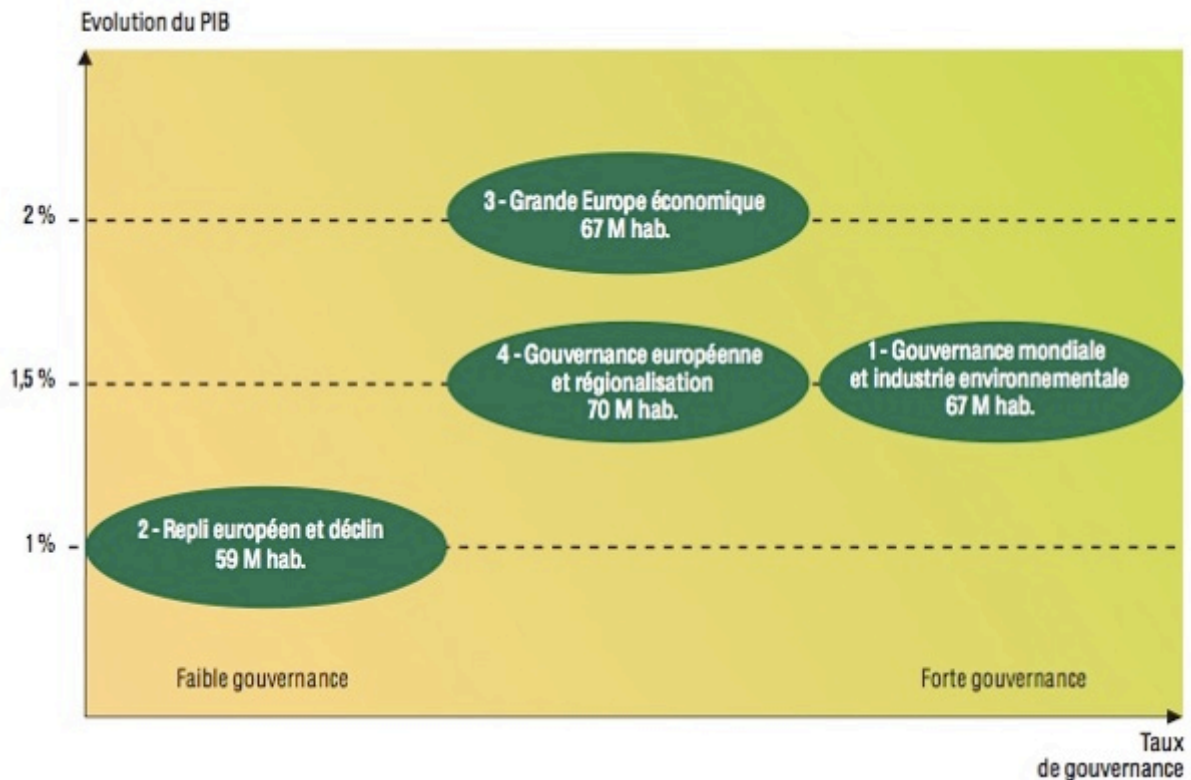 Evolution du PIB
2 %
3 - Grande Europe économique
67 M hab.
1,5 %
4 - Gouvernance européenne
et régionalisation
70 M hab.
1 - Gouvernance mondiale
et industrie environnementale
67 M hab.
1 %
2 - Repli européen et déclin
59 M hab.
Faible gouvernance
Forte gouvernance
Taux
de gouvernance